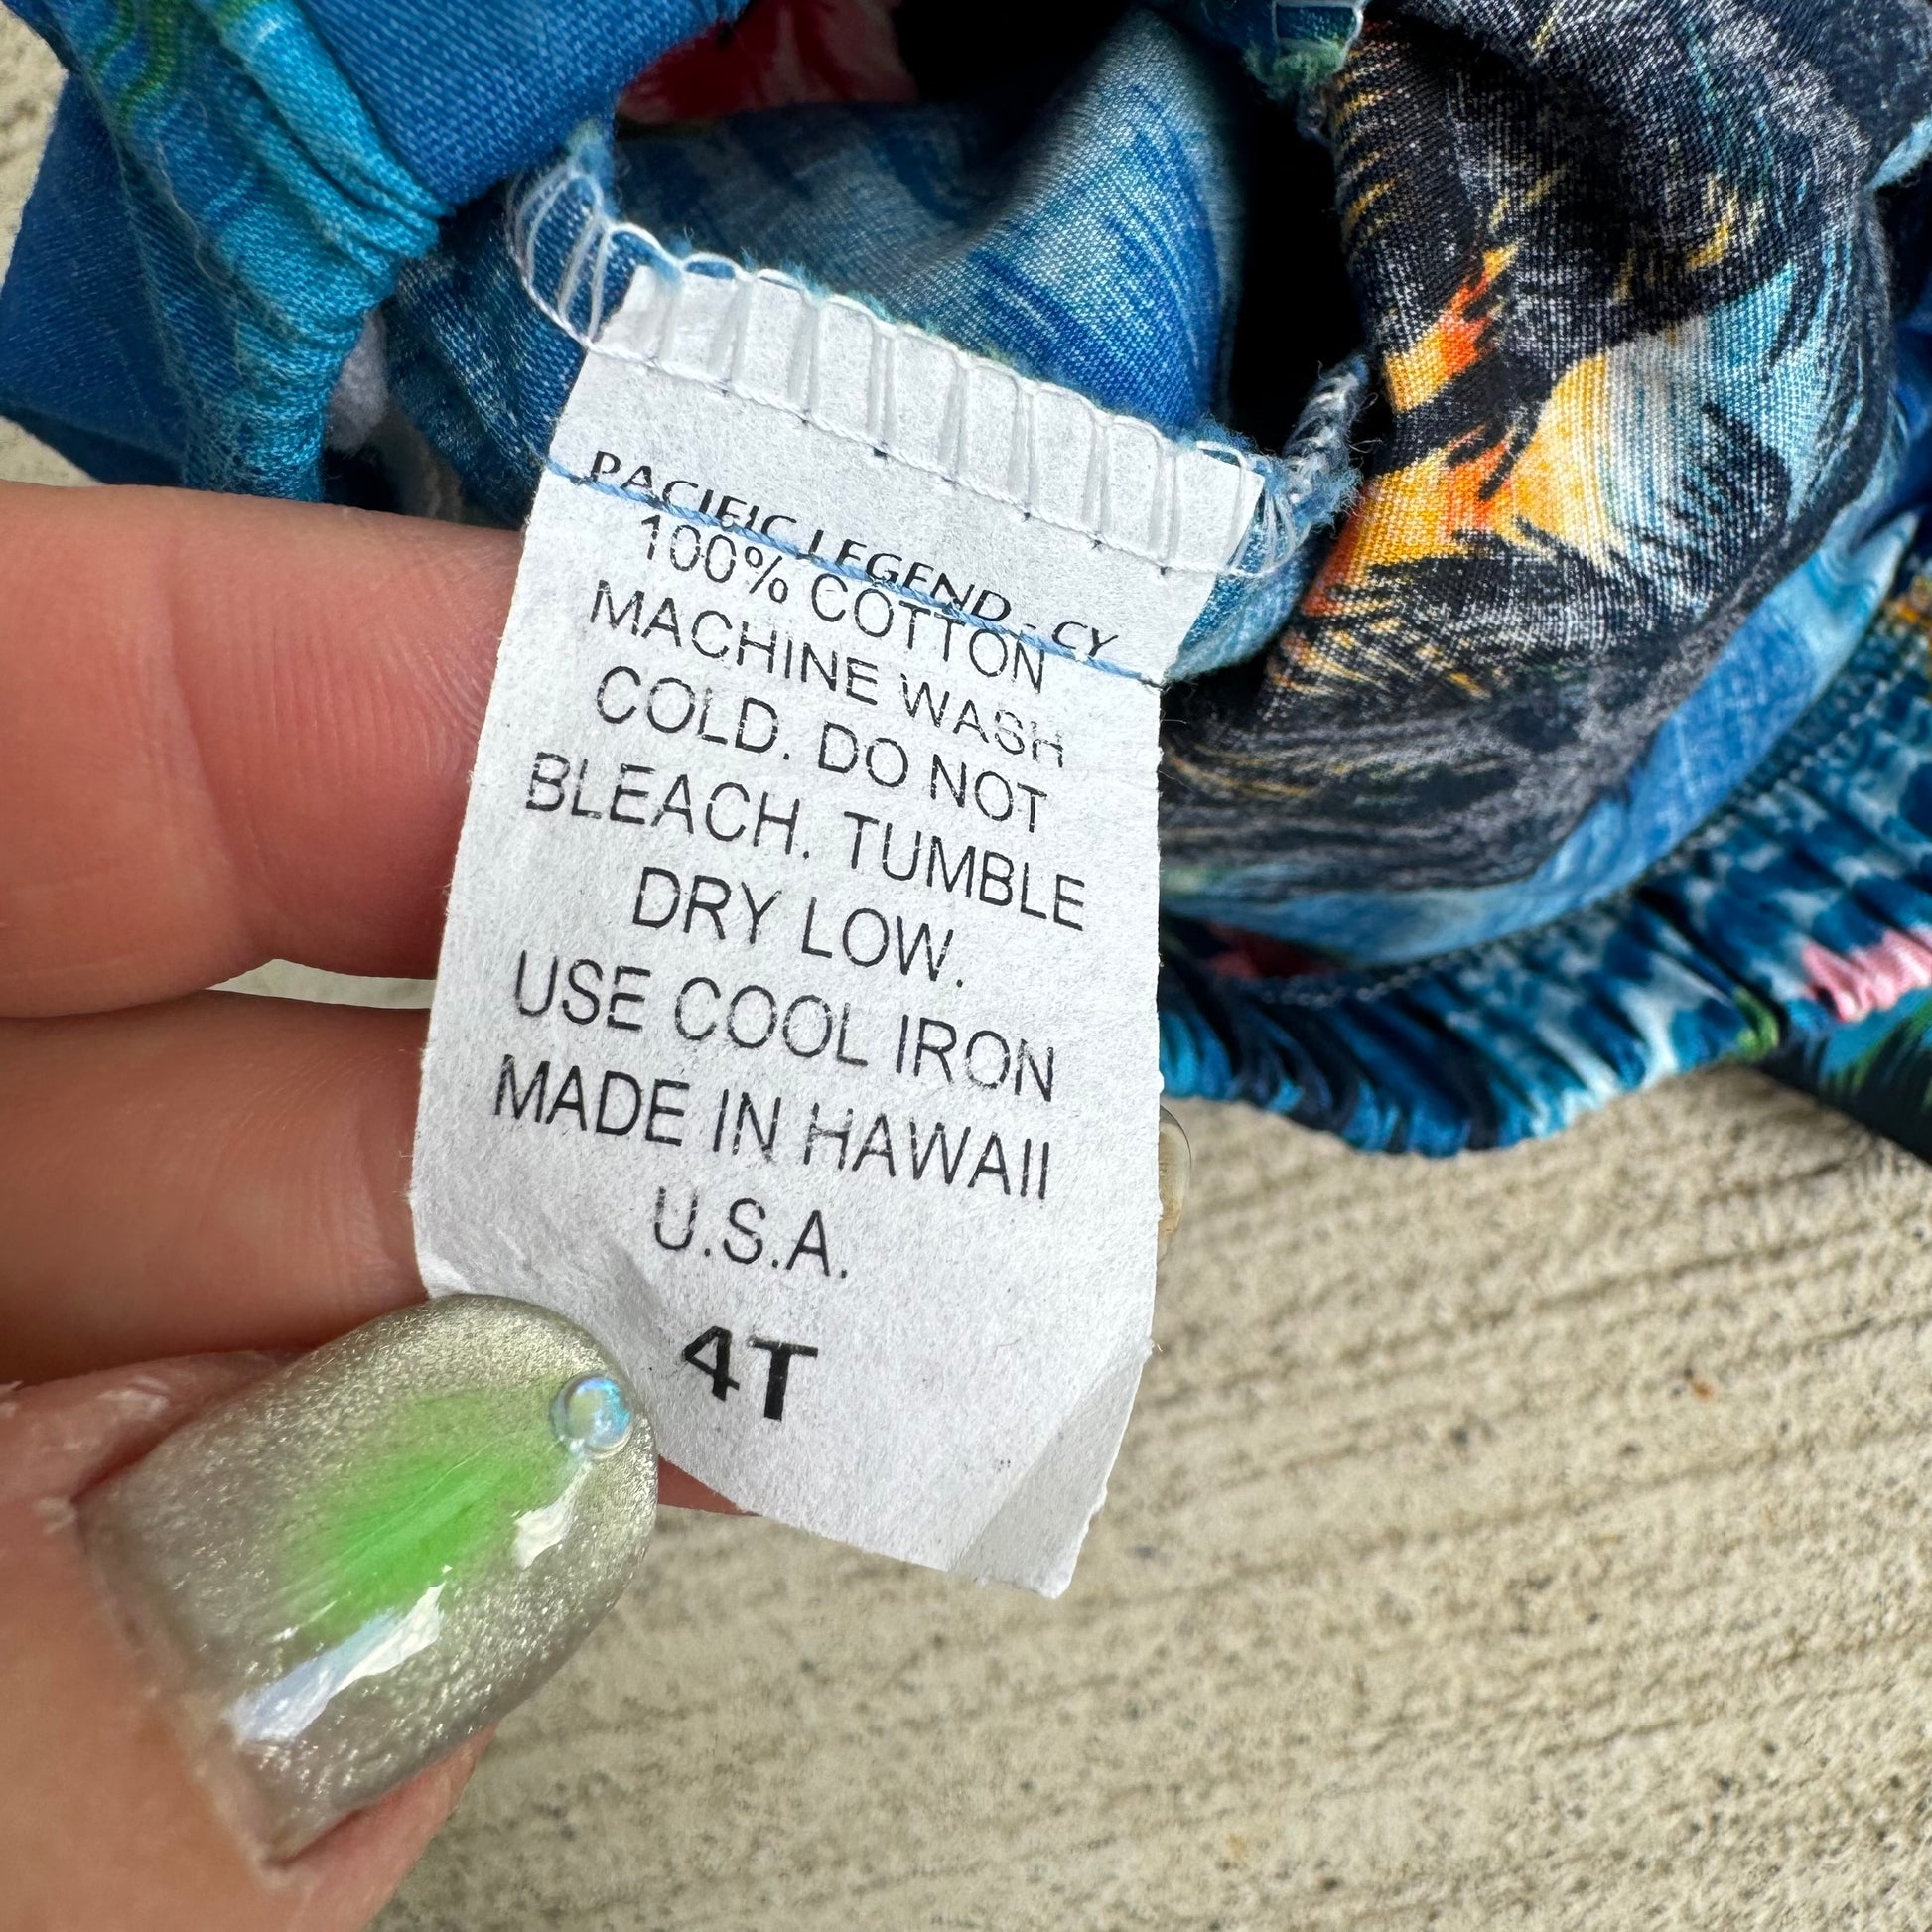 PACIFIC LEGEND - CY
100% COTTON
MACHINE WASH
COLD. DO NOT
BLEACH. TUMBLE
DRY LOW.
USE COOL IRON
MADE IN HAWAII
U.S.A.
4T